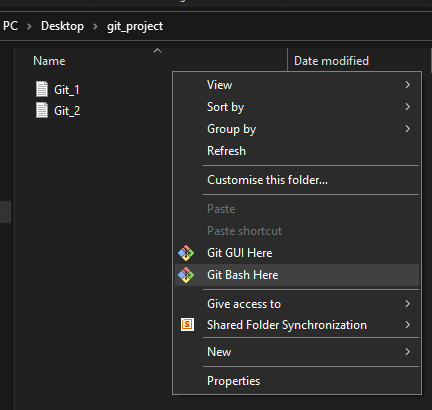 PC > Desktop > git_project
Name Date modified
Git_1
Git_2
View
Sort by
Group by
Refresh
Customise this folder...
Paste
Paste shortcut
Git GUI Here
Git Bash Here
Give access to
Shared Folder Synchronization
New
Properties